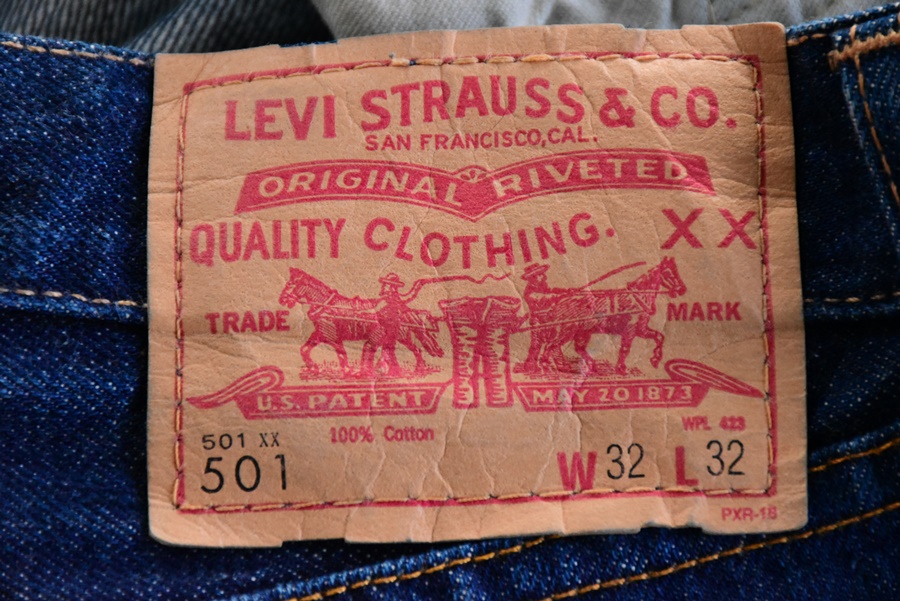 LEVI STRAUSS & CO.
SAN FRANCISCO, CAL.
ORIGINAL RIVETED
QUALITY CLOTHING. XX
TRADE MARK
U.S. PATENT MAY 20 1873
501 XX 100% Cotton WPL 423
501 W 32 L 32
PXR-16